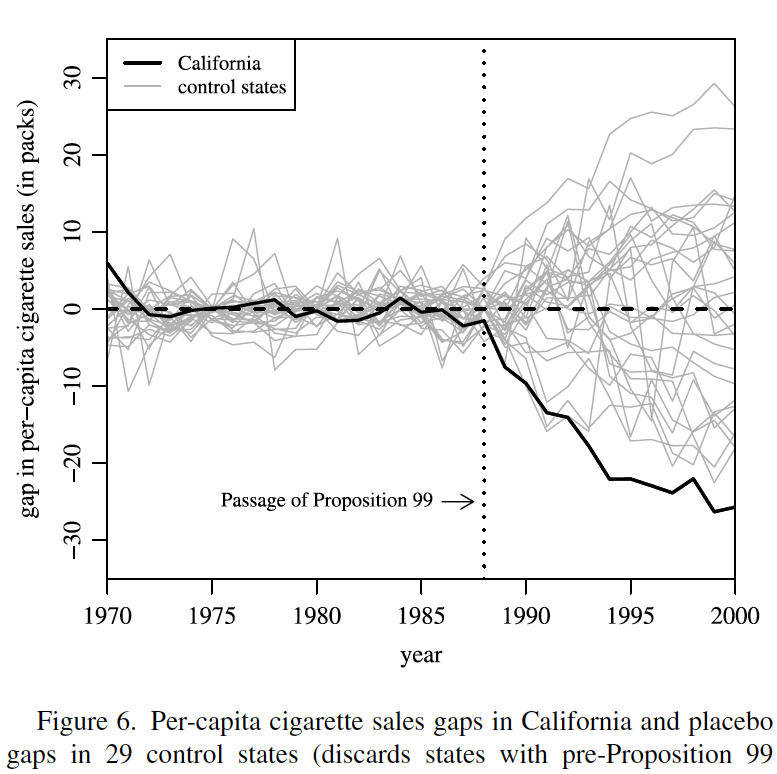 California
control states
30
20
10
0
−10
−20
−30
gap in per−capita cigarette sales (in packs)
Passage of Proposition 99
1970 1975 1980 1985 1990 1995 2000
year
Figure 6. Per-capita cigarette sales gaps in California and placebo
gaps in 29 control states (discards states with pre-Proposition 99